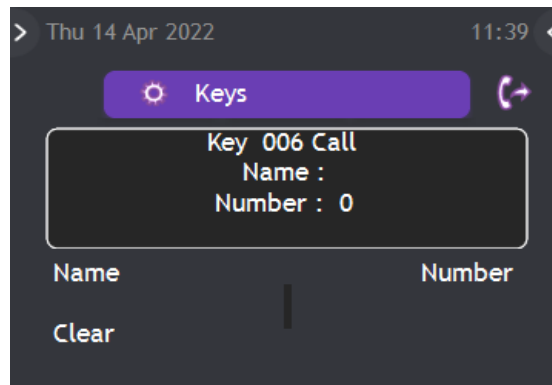 Thu 14 Apr 2022 11:39
Keys
Key 006 Call
Name :
Number : 0
Name Number
Clear